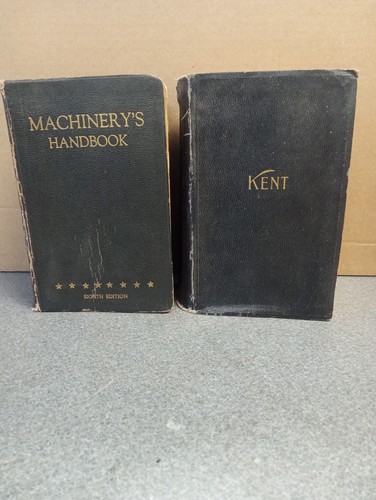 MACHINERY'S
HANDBOOK
EIGHTH EDITION
KENT